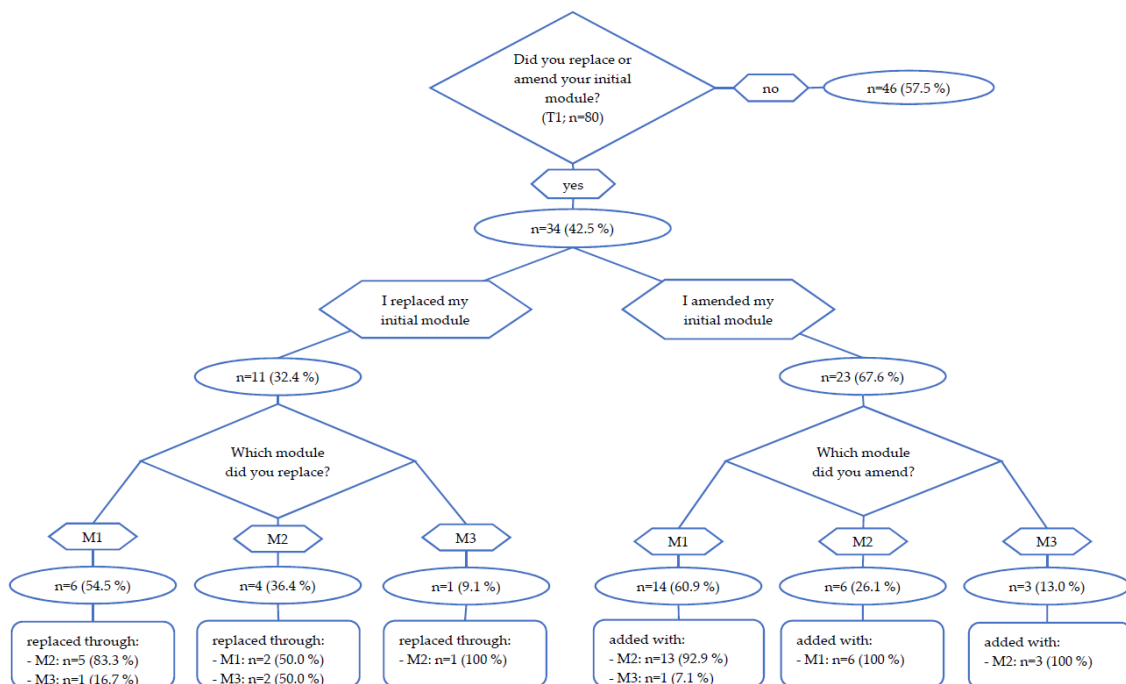 Did you replace or
amend your initial
module?
(T1; n=80)
no
n=46 (57.5 %)
yes
n=34 (42.5 %)
I replaced my
initial module
I amended my
initial module
n=11 (32.4 %)
n=23 (67.6 %)
Which module
did you replace?
Which module
did you amend?
M1
M2
M3
M1
M2
M3
n=6 (54.5 %)
n=4 (36.4 %)
n=1 (9.1 %)
n=14 (60.9 %)
n=6 (26.1 %)
n=3 (13.0 %)
replaced through:
- M2: n=5 (83.3 %)
- M3: n=1 (16.7 %)
replaced through:
- M1: n=2 (50.0 %)
- M3: n=2 (50.0 %)
replaced through:
- M2: n=1 (100 %)
added with:
- M2: n=13 (92.9 %)
- M3: n=1 (7.1 %)
added with:
- M1: n=6 (100 %)
added with:
- M2: n=3 (100 %)